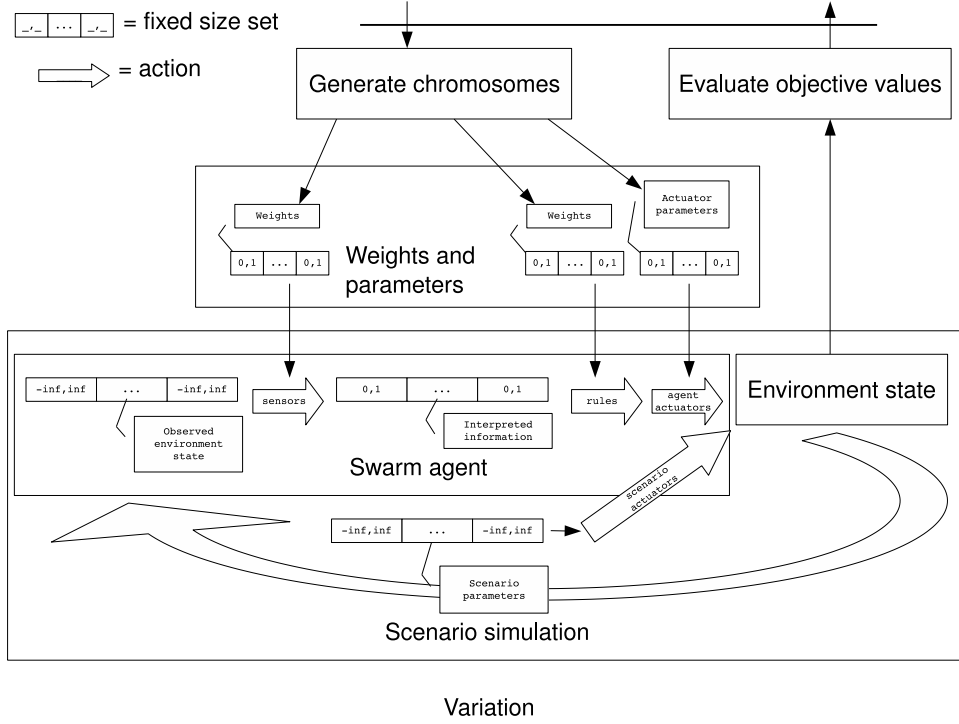 _,_ ... _,_ = fixed size set
= action
Generate chromosomes
Evaluate objective values
Weights
Weights
Actuator
parameters
0,1 ... 0,1
Weights and
parameters
0,1 ... 0,1
0,1 ... 0,1
-inf,inf ... -inf,inf
sensors
0,1 ... 0,1
rules
agent
actuators
Environment state
Observed
environment
state
Interpreted
information
Swarm agent
scenario
actuators
-inf,inf ... -inf,inf
Scenario
parameters
Scenario simulation
Variation